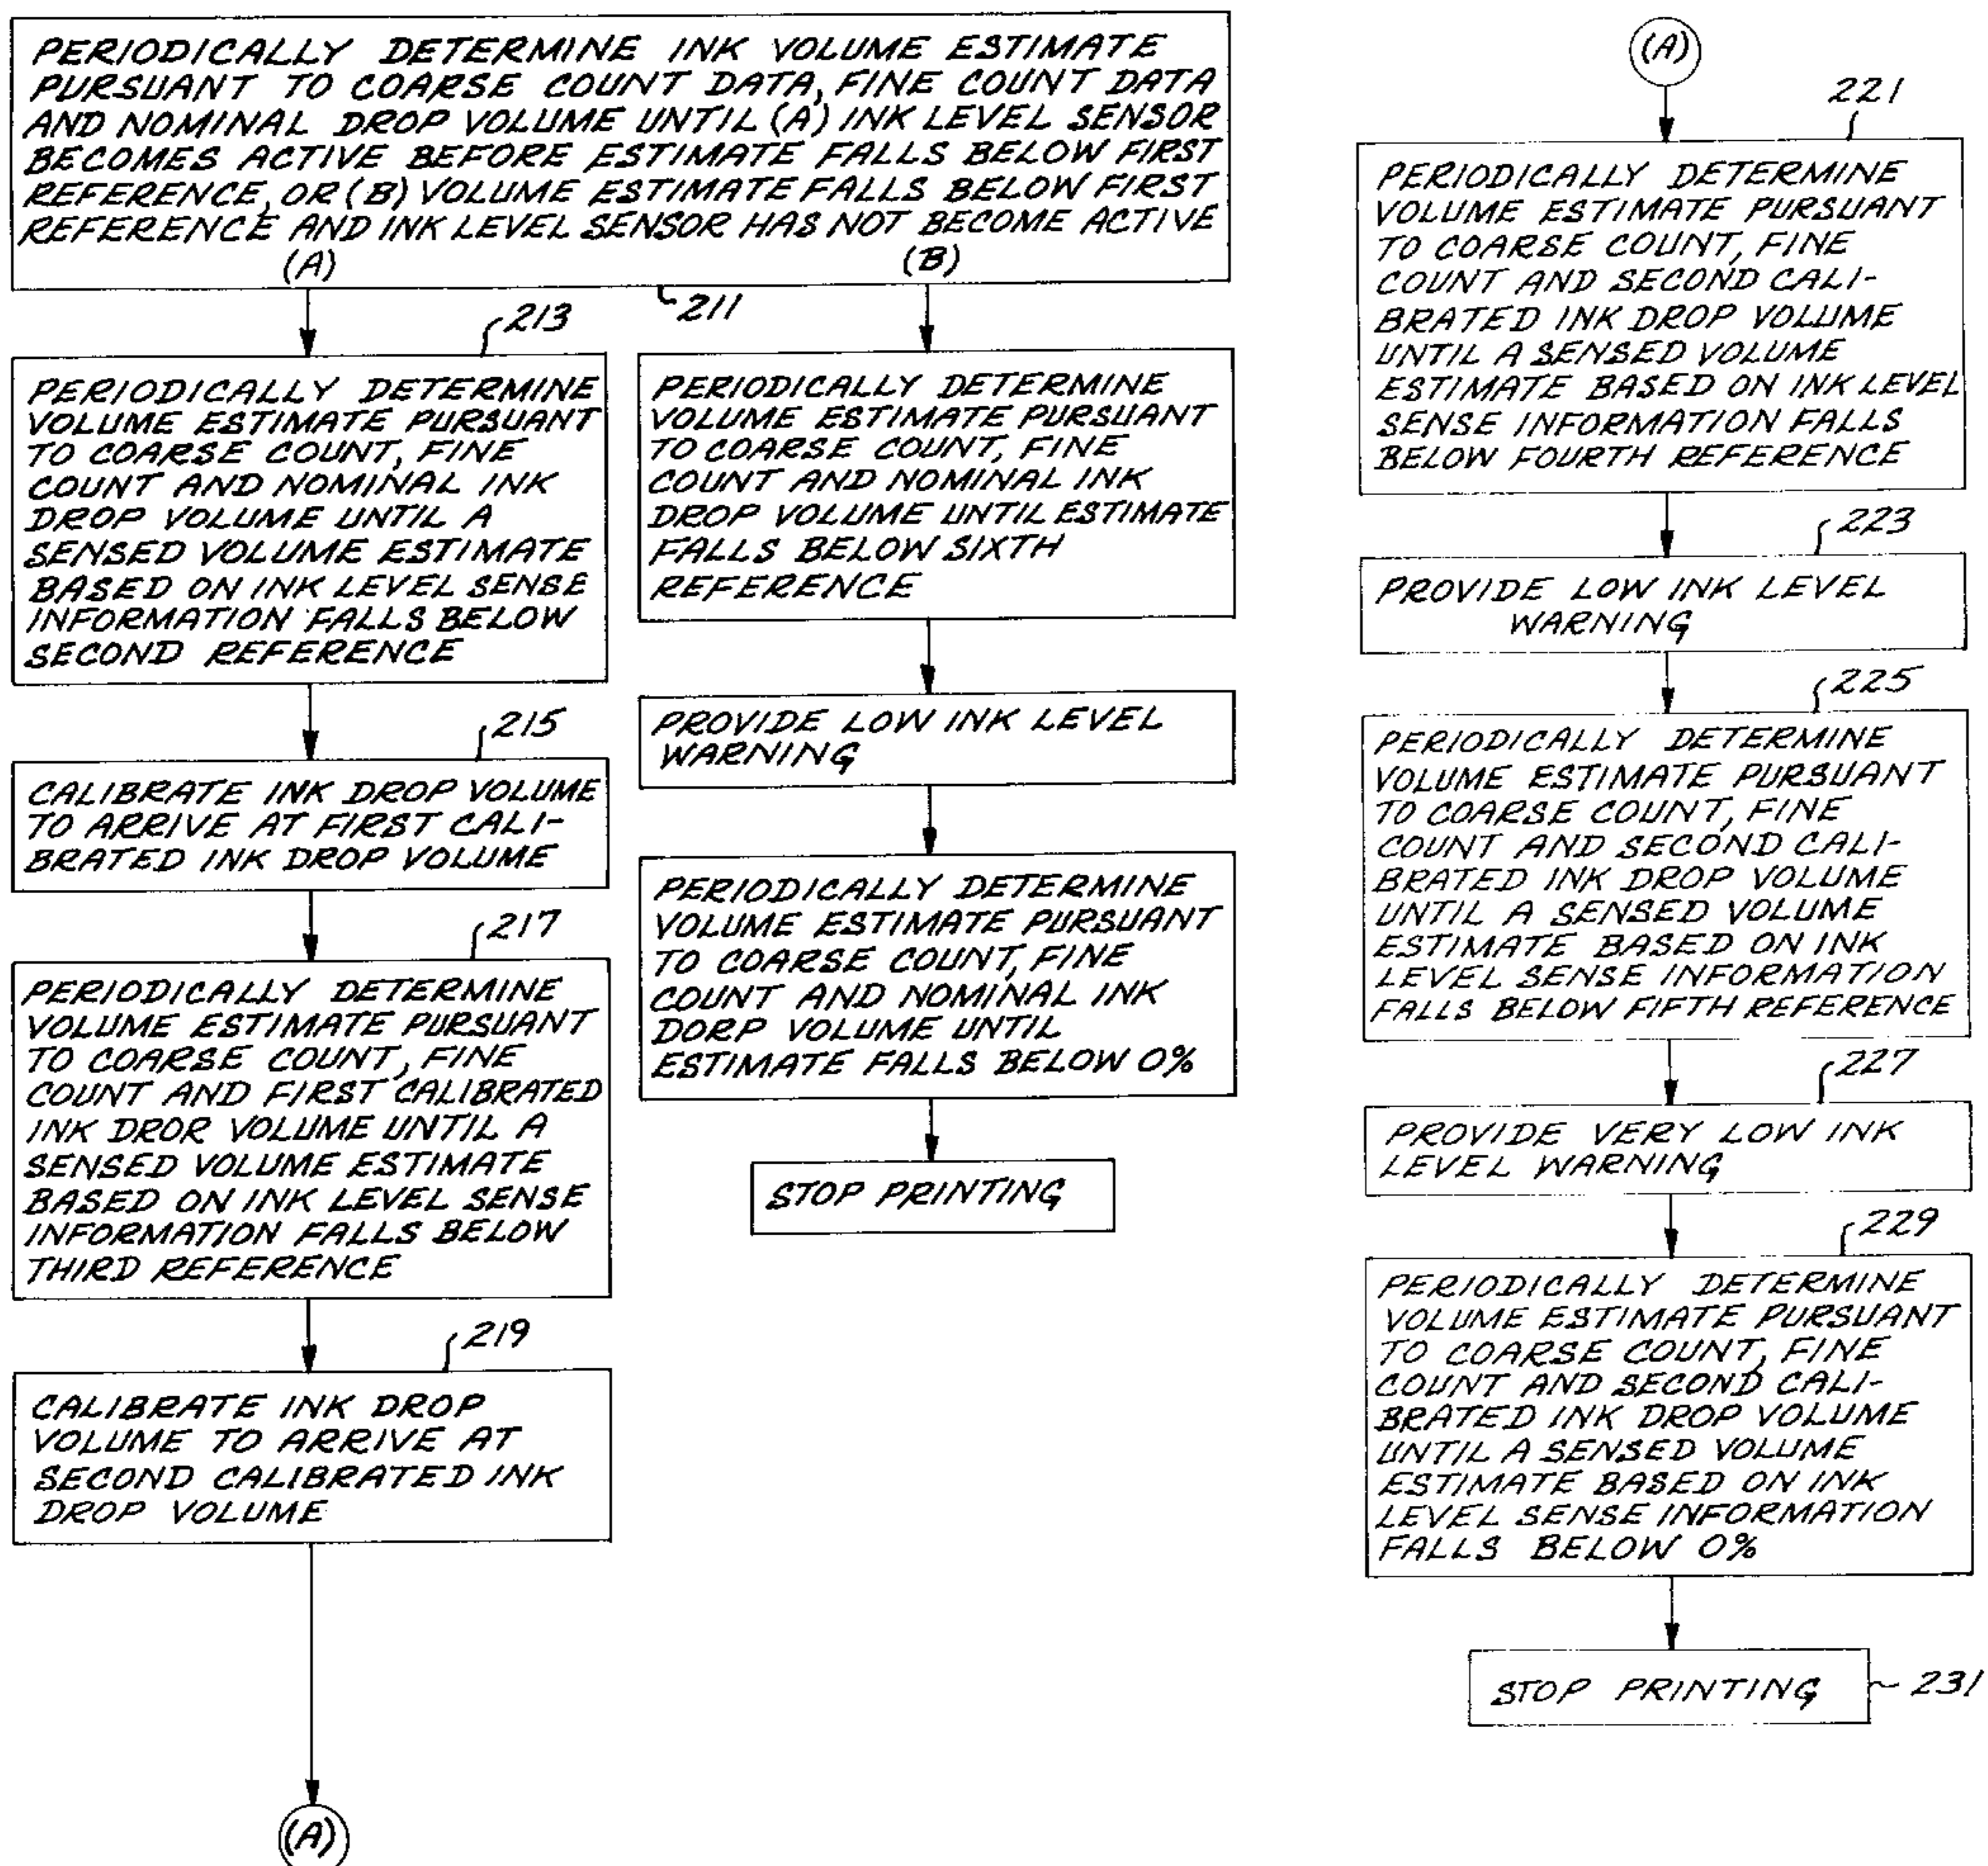 PERIODICALLY DETERMINE INK VOLUME ESTIMATE
PURSUANT TO COARSE COUNT DATA, FINE COUNT DATA
AND NOMINAL DROP VOLUME UNTIL (A) INK LEVEL SENSOR
BECOMES ACTIVE BEFORE ESTIMATE FALLS BELOW FIRST
REFERENCE, OR (B) VOLUME ESTIMATE FALLS BELOW FIRST
REFERENCE AND INK LEVEL SENSOR HAS NOT BECOME ACTIVE
(A) (B)
211
213
PERIODICALLY DETERMINE
VOLUME ESTIMATE PURSUANT
TO COARSE COUNT, FINE
COUNT AND NOMINAL INK
DROP VOLUME UNTIL A
SENSED VOLUME ESTIMATE
BASED ON INK LEVEL SENSE
INFORMATION FALLS BELOW
SECOND REFERENCE
215
CALIBRATE INK DROP VOLUME
TO ARRIVE AT FIRST CALI-
BRATED INK DROP VOLUME
217
PERIODICALLY DETERMINE
VOLUME ESTIMATE PURSUANT
TO COARSE COUNT, FINE
COUNT AND FIRST CALIBRATED
INK DROR VOLUME UNTIL A
SENSED VOLUME ESTIMATE
BASED ON INK LEVEL SENSE
INFORMATION FALLS BELOW
THIRD REFERENCE
219
CALIBRATE INK DROP
VOLUME TO ARRIVE AT
SECOND CALIBRATED INK
DROP VOLUME
(A)
PERIODICALLY DETERMINE
VOLUME ESTIMATE PURSUANT
TO COARSE COUNT, FINE
COUNT AND NOMINAL INK
DROP VOLUME UNTIL ESTIMATE
FALLS BELOW SIXTH
REFERENCE
PROVIDE LOW INK LEVEL
WARNING
PERIODICALLY DETERMINE
VOLUME ESTIMATE PURSUANT
TO COARSE COUNT, FINE
COUNT AND NOMINAL INK
DORP VOLUME UNTIL
ESTIMATE FALLS BELOW 0%
STOP PRINTING
(A)
221
PERIODICALLY DETERMINE
VOLUME ESTIMATE PURSUANT
TO COARSE COUNT, FINE
COUNT AND SECOND CALI-
BRATED INK DROP VOLUME
UNTIL A SENSED VOLUME
ESTIMATE BASED ON INK LEVEL
SENSE INFORMATION FALLS
BELOW FOURTH REFERENCE
223
PROVIDE LOW INK LEVEL
WARNING
225
PERIODICALLY DETERMINE
VOLUME ESTIMATE PURSUANT
TO COARSE COUNT, FINE
COUNT AND SECOND CALI-
BRATED INK DROP VOLUME
UNTIL A SENSED VOLUME
ESTIMATE BASED ON INK
LEVEL SENSE INFORMATION
FALLS BELOW FIFTH REFERENCE
227
PROVIDE VERY LOW INK
LEVEL WARNING
229
PERIODICALLY DETERMINE
VOLUME ESTIMATE PURSUANT
TO COARSE COUNT, FINE
COUNT AND SECOND CALI-
BRATED INK DROP VOLUME
UNTIL A SENSED VOLUME
ESTIMATE BASED ON INK
LEVEL SENSE INFORMATION
FALLS BELOW 0%
STOP PRINTING 231